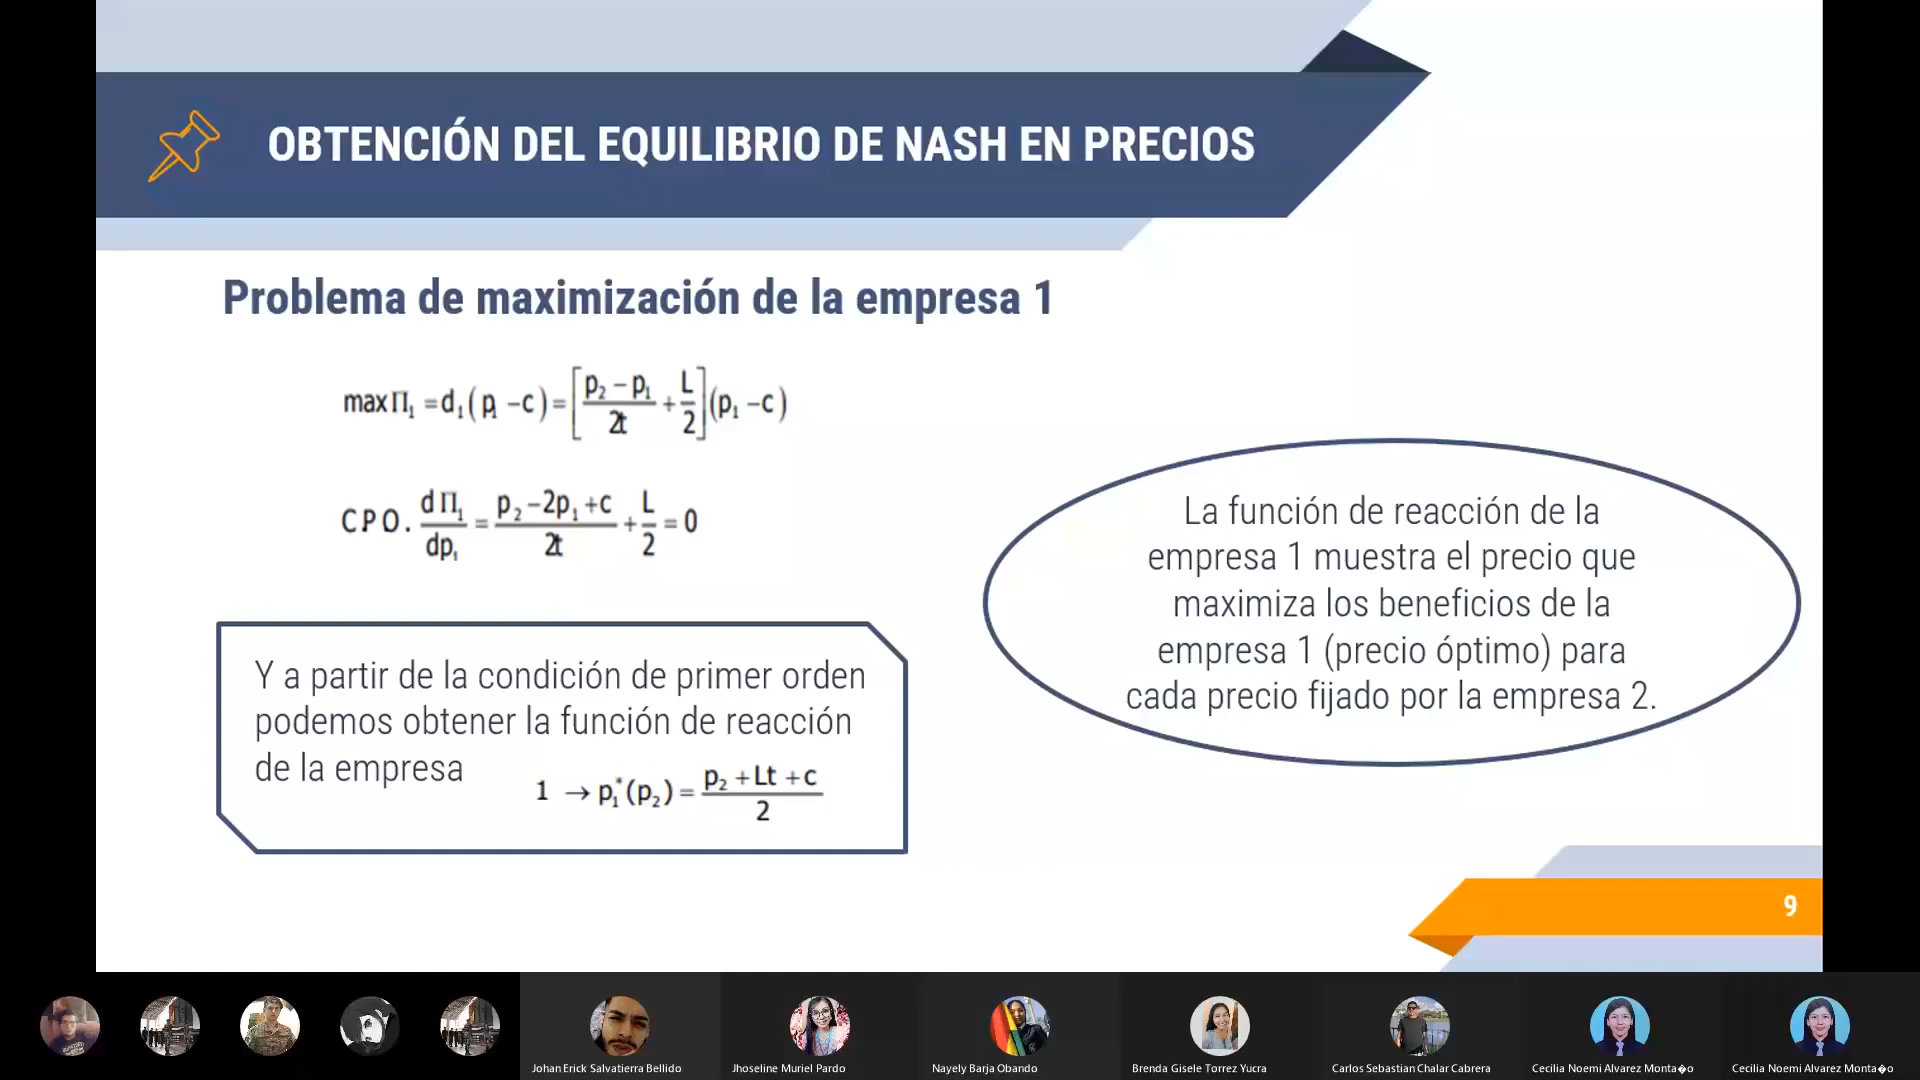 OBTENCIÓN DEL EQUILIBRIO DE NASH EN PRECIOS
Problema de maximización de la empresa 1
max Π₁ = d₁(p₁ − c) = [(p₂ − p₁)/2t + L/2](p₁ − c)
C P O. dΠ₁/dp₁ = (p₂ − 2p₁ + c)/2t + L/2 = 0
Y a partir de la condición de primer orden
podemos obtener la función de reacción
de la empresa 1 → p₁*(p₂) = (p₂ + Lt + c)/2
La función de reacción de la
empresa 1 muestra el precio que
maximiza los beneficios de la
empresa 1 (precio óptimo) para
cada precio fijado por la empresa 2.
9
Johan Erick Salvatierra Bellido
Jhoseline Muriel Pardo
Nayely Barja Obando
Brenda Gisele Torrez Yucra
Carlos Sebastian Chalar Cabrera
Cecilia Noemi Alvarez Monta�o
Cecilia Noemi Alvarez Monta�o